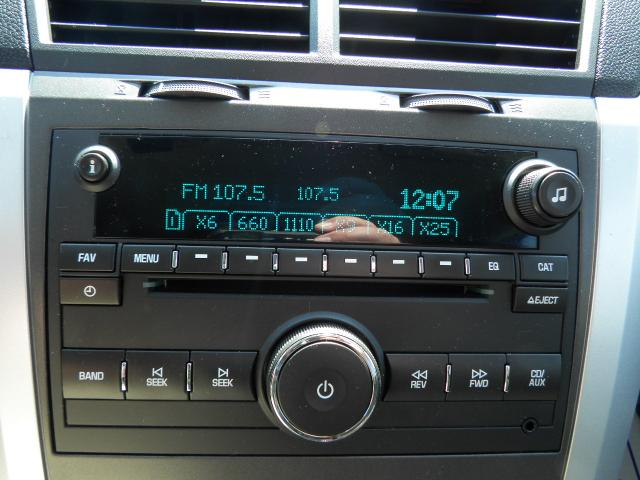 FM 107.5 107.5 12:07
1 X6 660 1110 X16 X25
FAV MENU EQ CAT
EJECT
BAND SEEK SEEK REV FWD CD/AUX